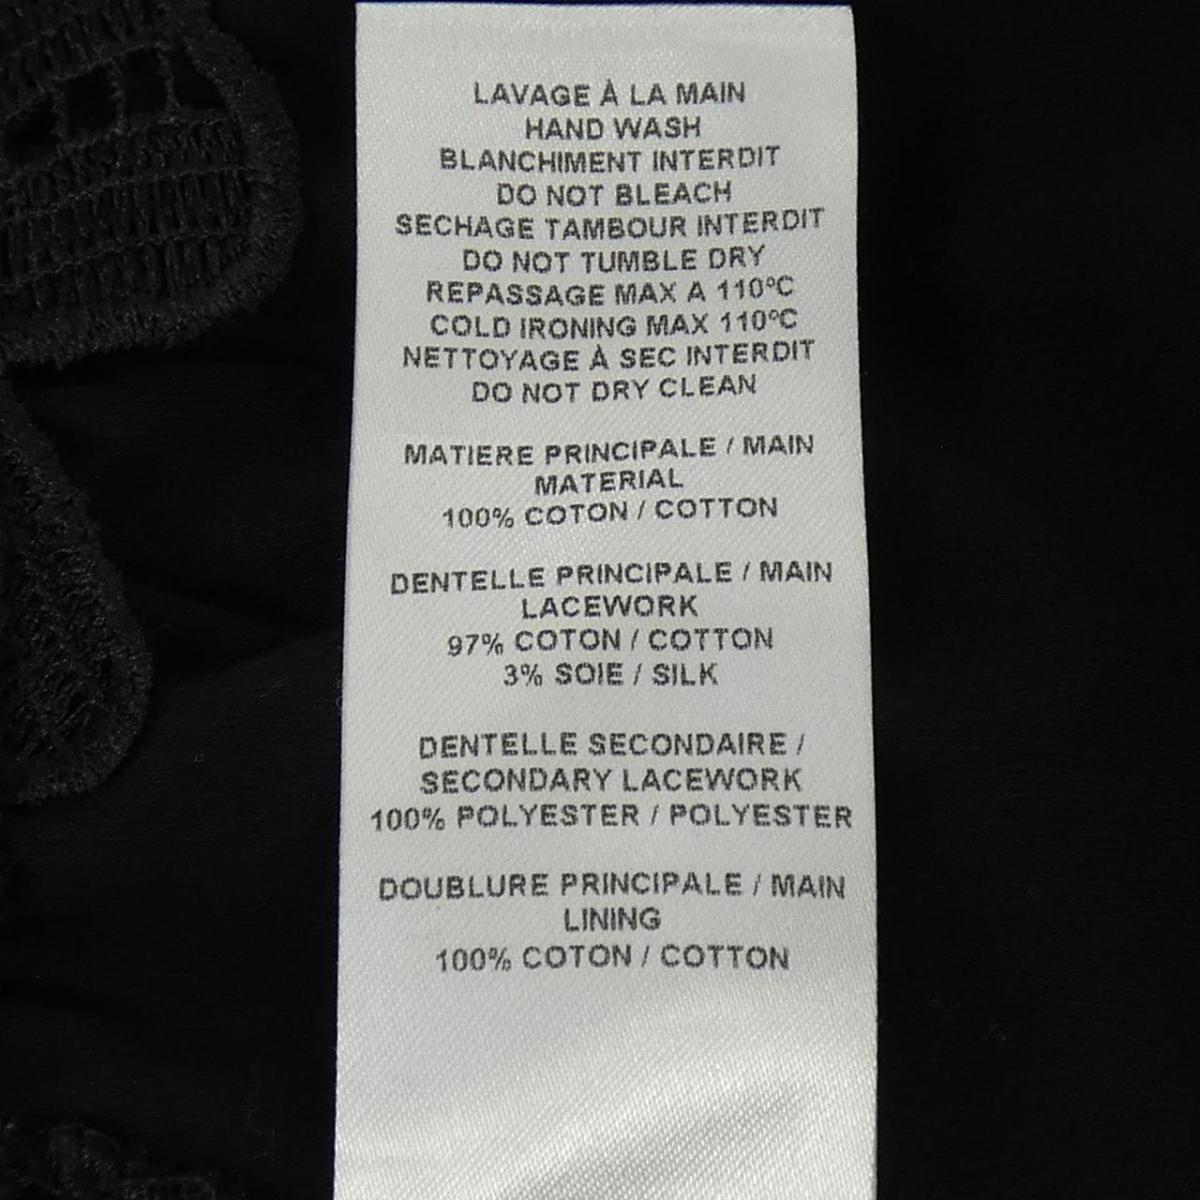 LAVAGE À LA MAIN
HAND WASH
BLANCHIMENT INTERDIT
DO NOT BLEACH
SECHAGE TAMBOUR INTERDIT
DO NOT TUMBLE DRY
REPASSAGE MAX A 110°C
COLD IRONING MAX 110°C
NETTOYAGE À SEC INTERDIT
DO NOT DRY CLEAN
MATIERE PRINCIPALE / MAIN
MATERIAL
100% COTON / COTTON
DENTELLE PRINCIPALE / MAIN
LACEWORK
97% COTON / COTTON
3% SOIE / SILK
DENTELLE SECONDAIRE /
SECONDARY LACEWORK
100% POLYESTER / POLYESTER
DOUBLURE PRINCIPALE / MAIN
LINING
100% COTON / COTTON